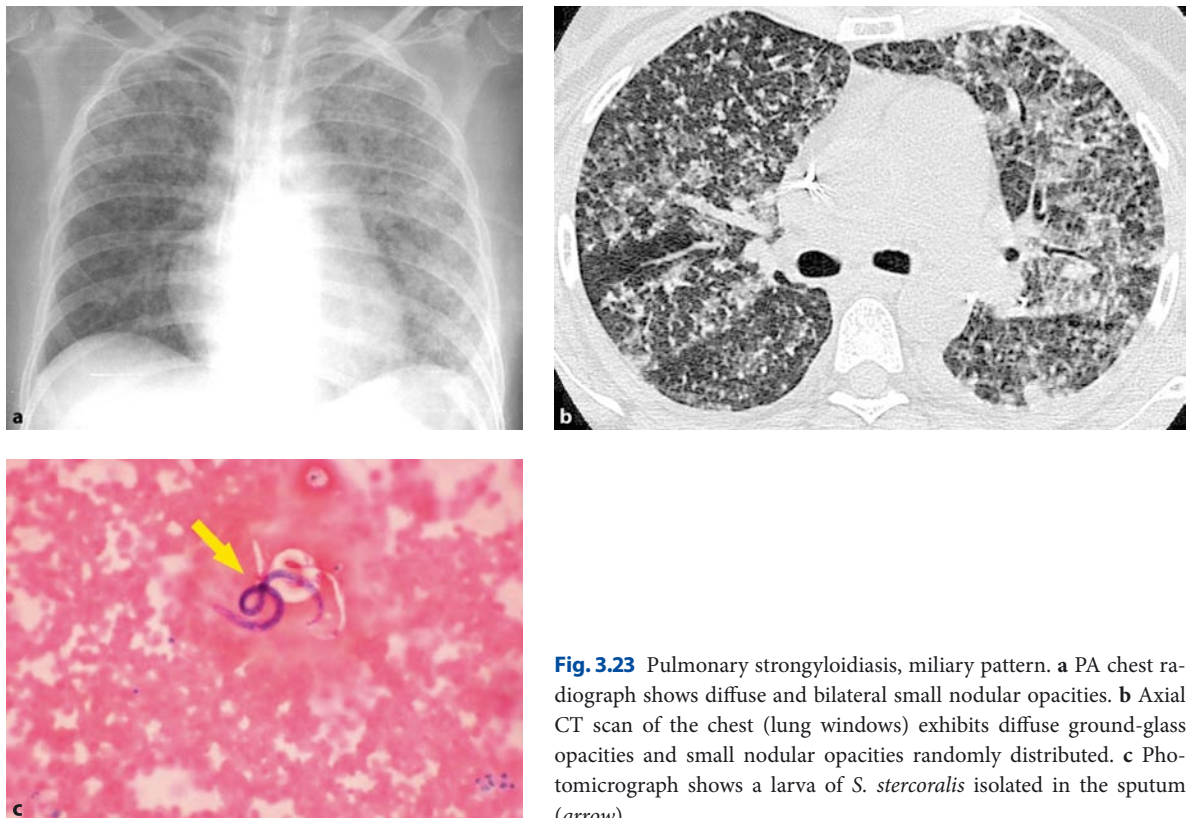 a
b
c
Fig. 3.23 Pulmonary strongyloidiasis, miliary pattern. a PA chest ra-
diograph shows diffuse and bilateral small nodular opacities. b Axial
CT scan of the chest (lung windows) exhibits diffuse ground-glass
opacities and small nodular opacities randomly distributed. c Pho-
tomicrograph shows a larva of S. stercoralis isolated in the sputum
(arrow)